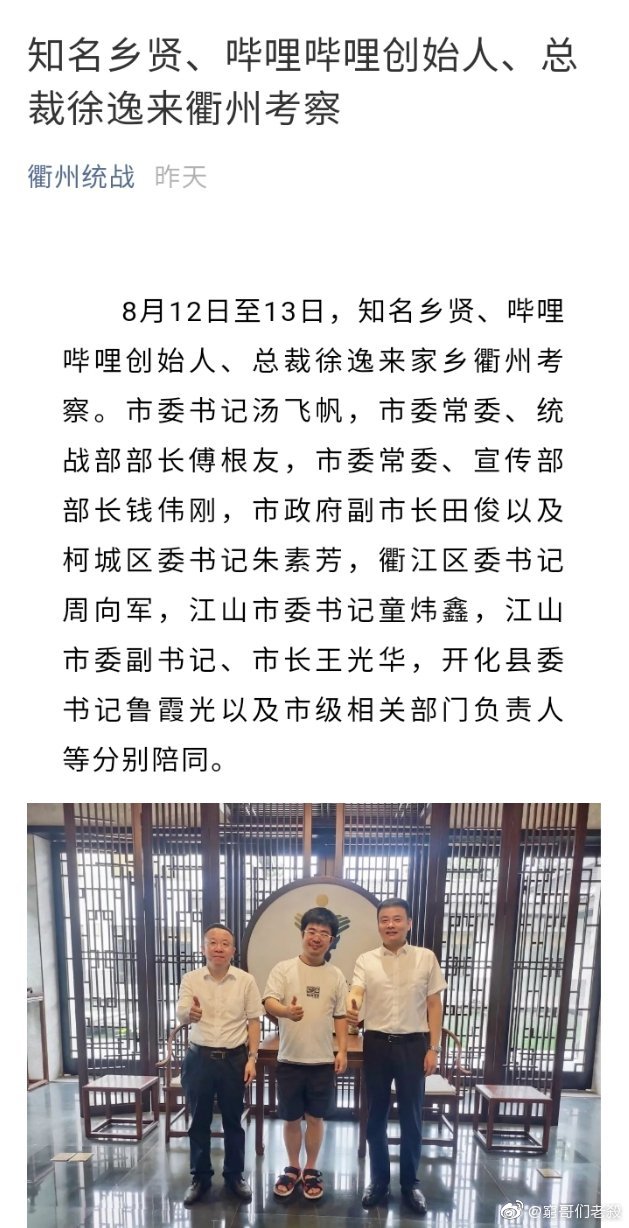 知名乡贤、哔哩哔哩创始人、总
裁徐逸来衢州考察
衢州统战 昨天
8月12日至13日，知名乡贤、哔哩
哔哩创始人、总裁徐逸来家乡衢州考
察。市委书记汤飞帆，市委常委、统
战部部长傅根友，市委常委、宣传部
部长钱伟刚，市政府副市长田俊以及
柯城区委书记朱素芳，衢江区委书记
周向军，江山市委书记童炜鑫，江山
市委副书记、市长王光华，开化县委
书记鲁霞光以及市级相关部门负责人
等分别陪同。
@窮哥们老殺